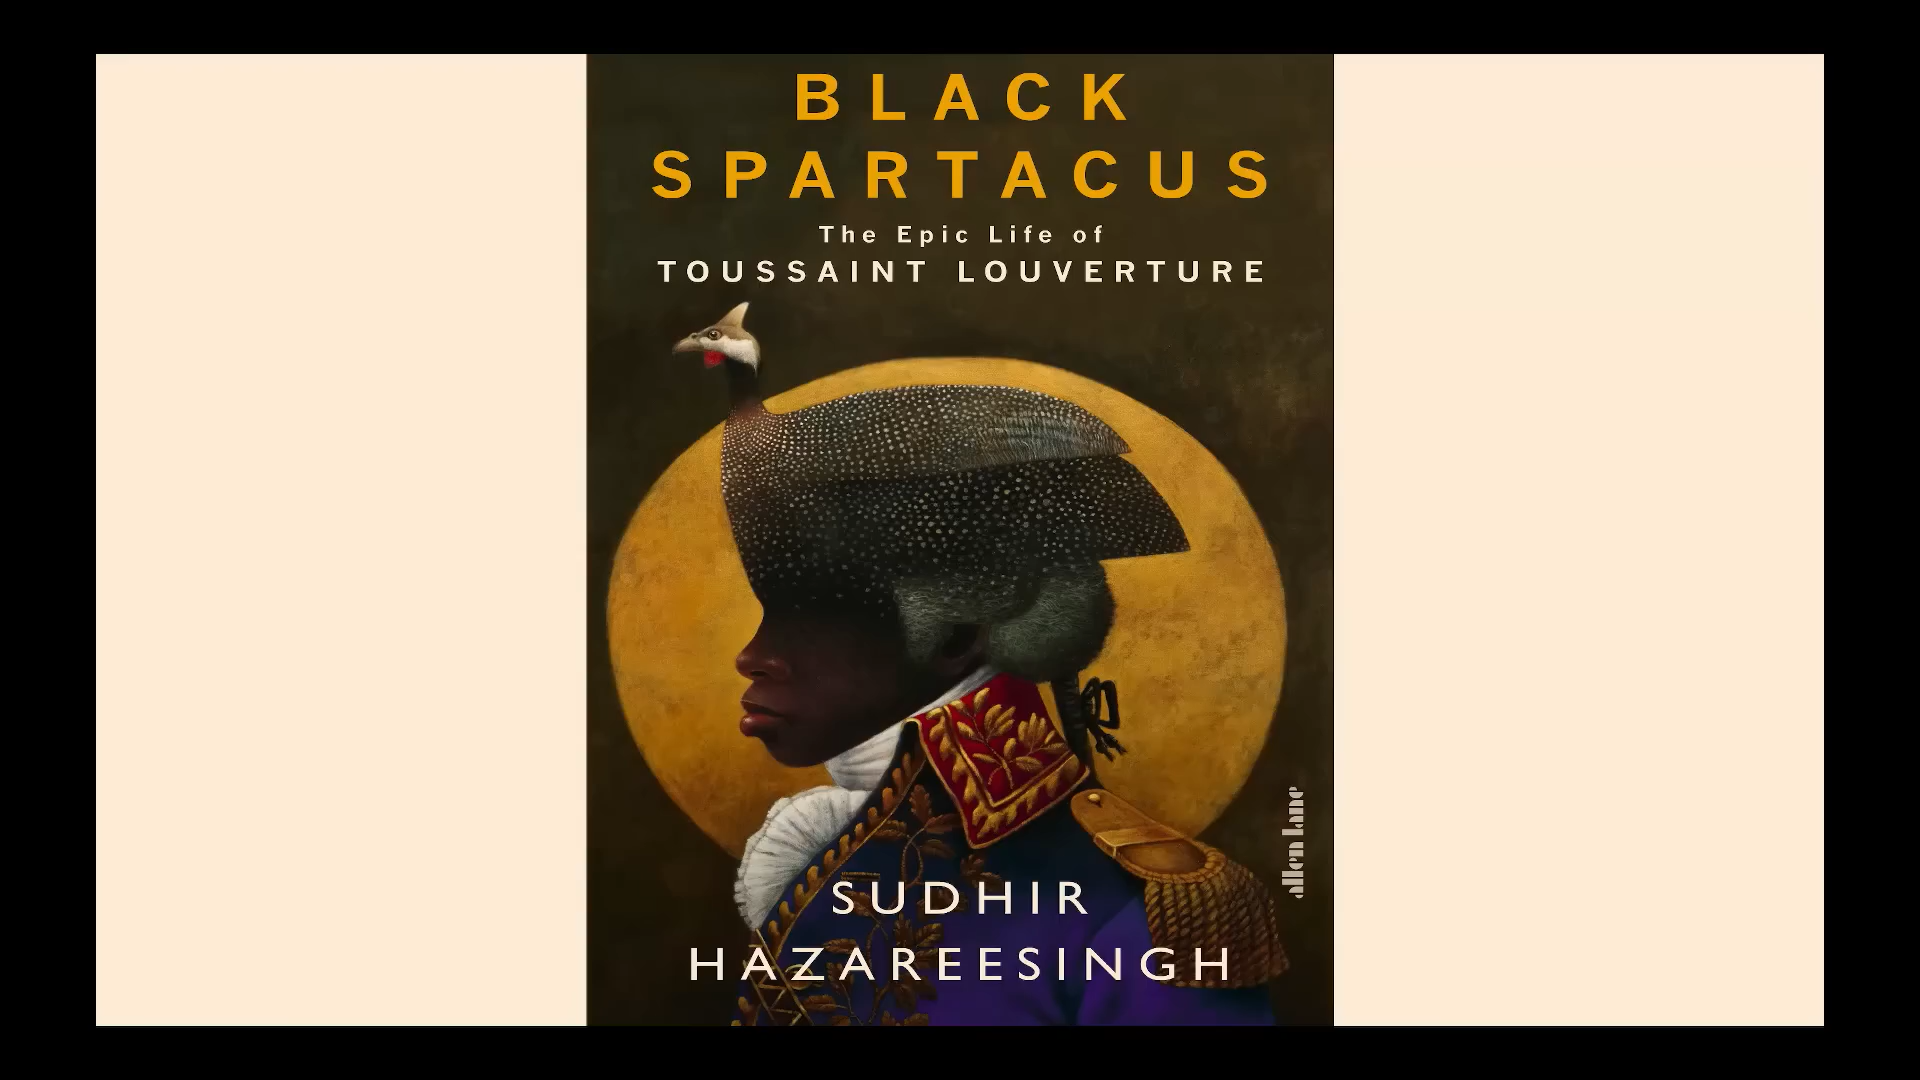 BLACK
SPARTACUS
The Epic Life of
TOUSSAINT LOUVERTURE
allen lane
SUDHIR
HAZAREESINGH